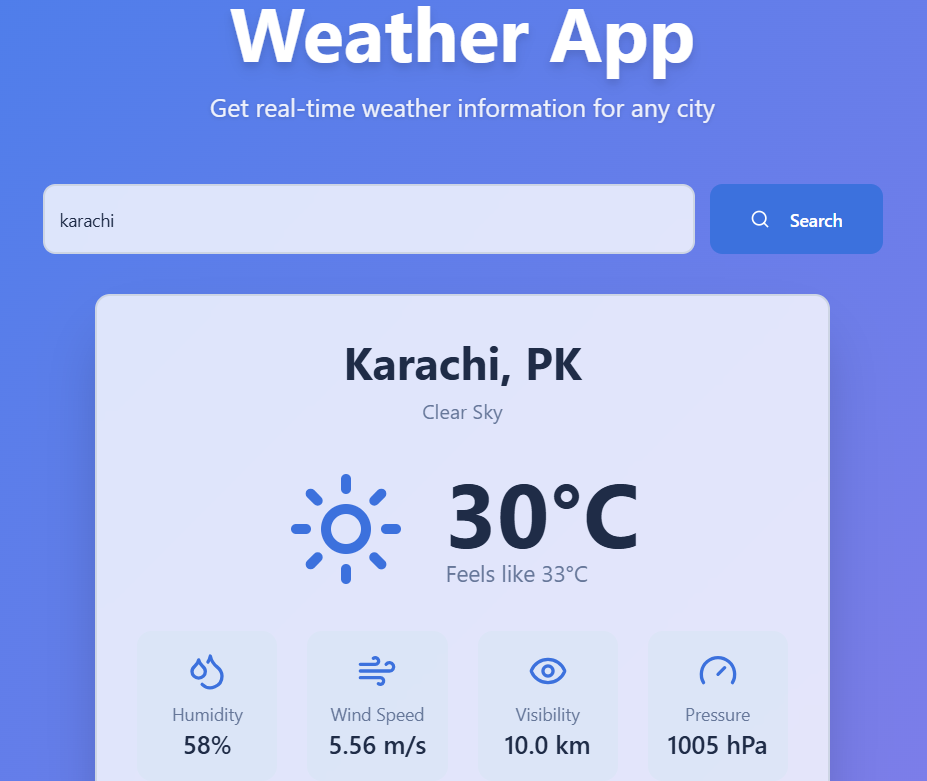 Weather App
Get real-time weather information for any city
karachi
Search
Karachi, PK
Clear Sky
30°C
Feels like 33°C
Humidity
58%
Wind Speed
5.56 m/s
Visibility
10.0 km
Pressure
1005 hPa